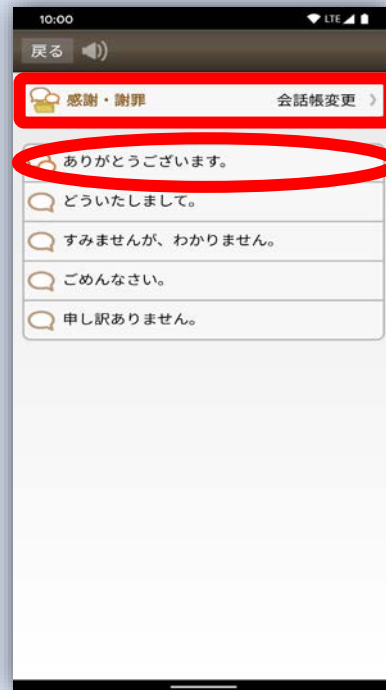 10:00 LTE
戻る
感謝・謝罪 会話帳変更
ありがとうございます。
どういたしまして。
すみませんが、わかりません。
ごめんなさい。
申し訳ありません。